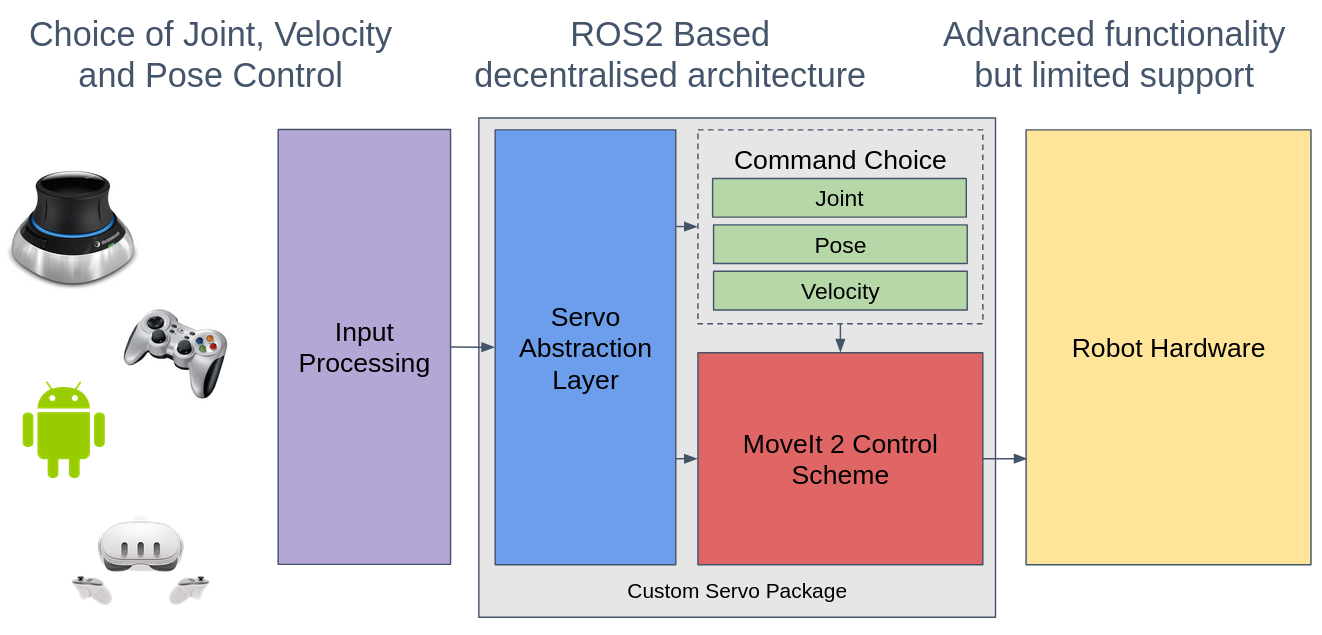 Choice of Joint, Velocity
and Pose Control
ROS2 Based
decentralised architecture
Advanced functionality
but limited support
Input
Processing
Servo
Abstraction
Layer
Command Choice
Joint
Pose
Velocity
MoveIt 2 Control
Scheme
Custom Servo Package
Robot Hardware